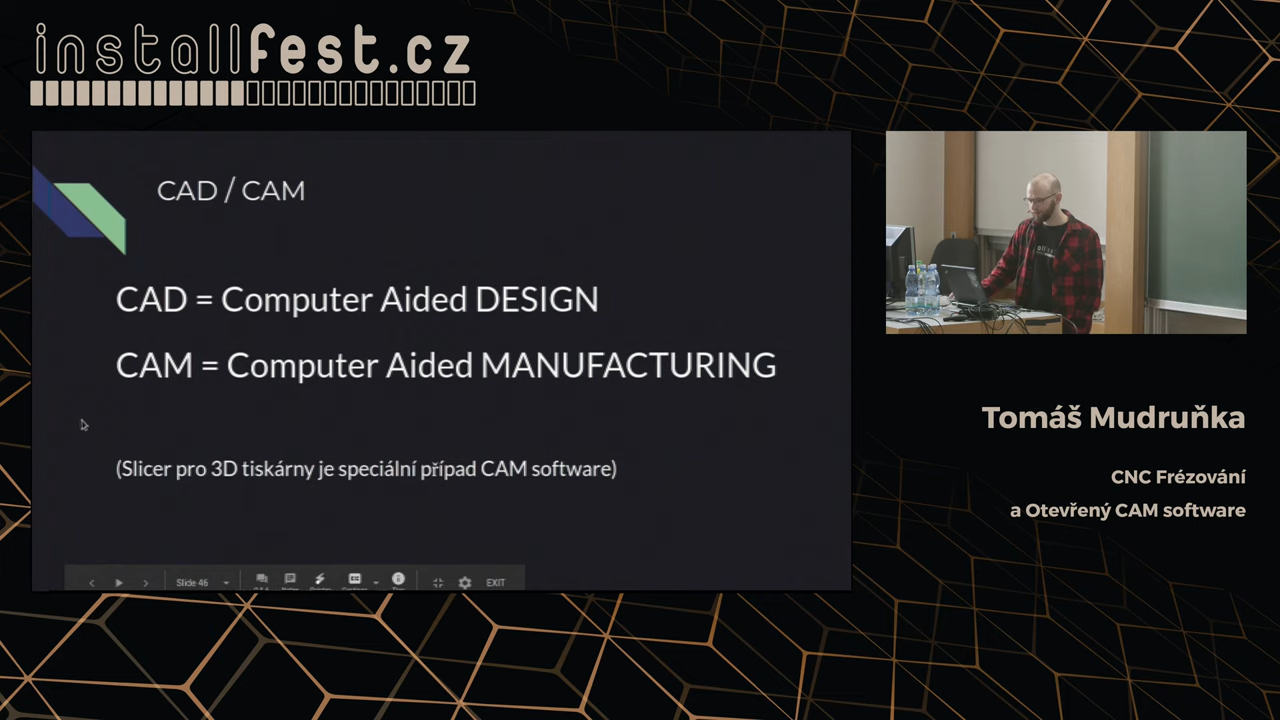 installfest.cz
CAD / CAM
CAD = Computer Aided DESIGN
CAM = Computer Aided MANUFACTURING
(Slicer pro 3D tiskárny je speciální případ CAM software)
Slide 46
EXIT
Tomáš Mudruňka
CNC Frézování
a Otevřený CAM software